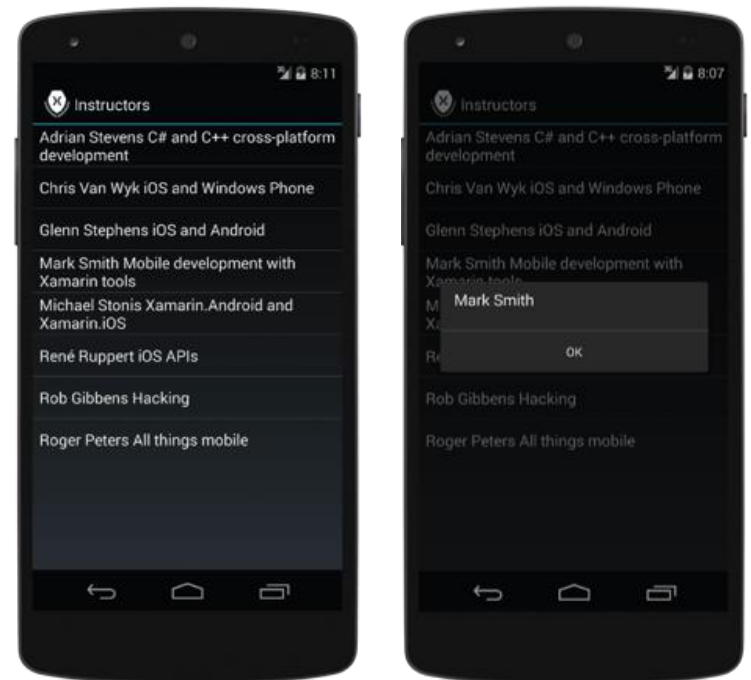 8:11
Instructors
Adrian Stevens C# and C++ cross-platform
development
Chris Van Wyk iOS and Windows Phone
Glenn Stephens iOS and Android
Mark Smith Mobile development with
Xamarin tools
Michael Stonis Xamarin.Android and
Xamarin.iOS
René Ruppert iOS APIs
Rob Gibbens Hacking
Roger Peters All things mobile
8:07
Instructors
Adrian Stevens C# and C++ cross-platform
development
Chris Van Wyk iOS and Windows Phone
Glenn Stephens iOS and Android
Mark Smith Mobile development with
Xamarin tools
Mark Smith
OK
Rob Gibbens Hacking
Roger Peters All things mobile